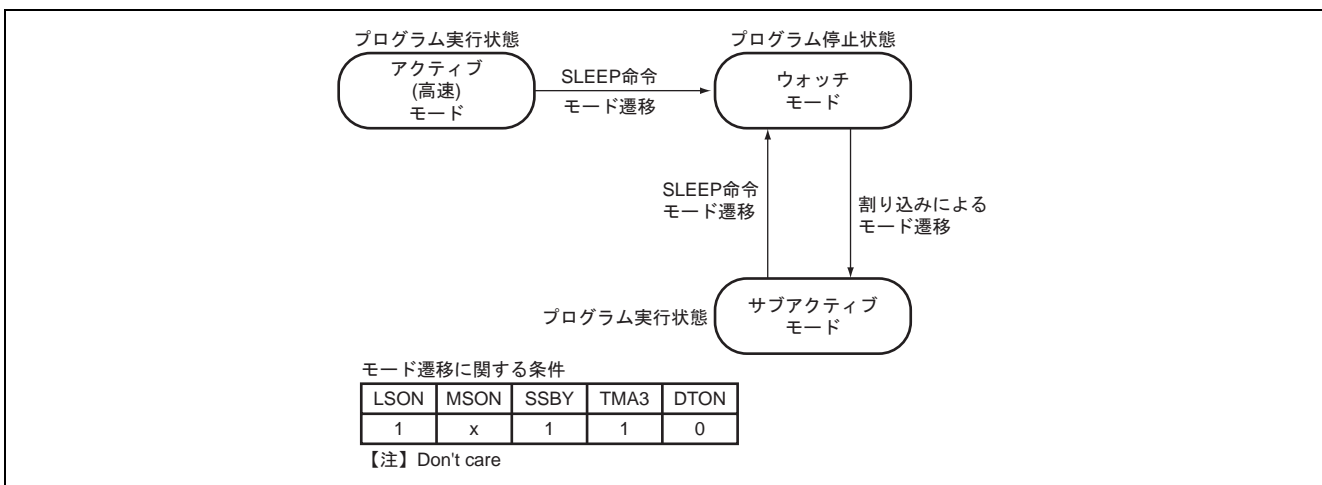 プログラム実行状態
プログラム停止状態
アクティブ
(高速)
モード
SLEEP命令
モード遷移
ウォッチ
モード
SLEEP命令
モード遷移
割り込みによる
モード遷移
プログラム実行状態
サブアクティブ
モード
モード遷移に関する条件
LSON MSON SSBY TMA3 DTON
1 x 1 1 0
【注】Don't care